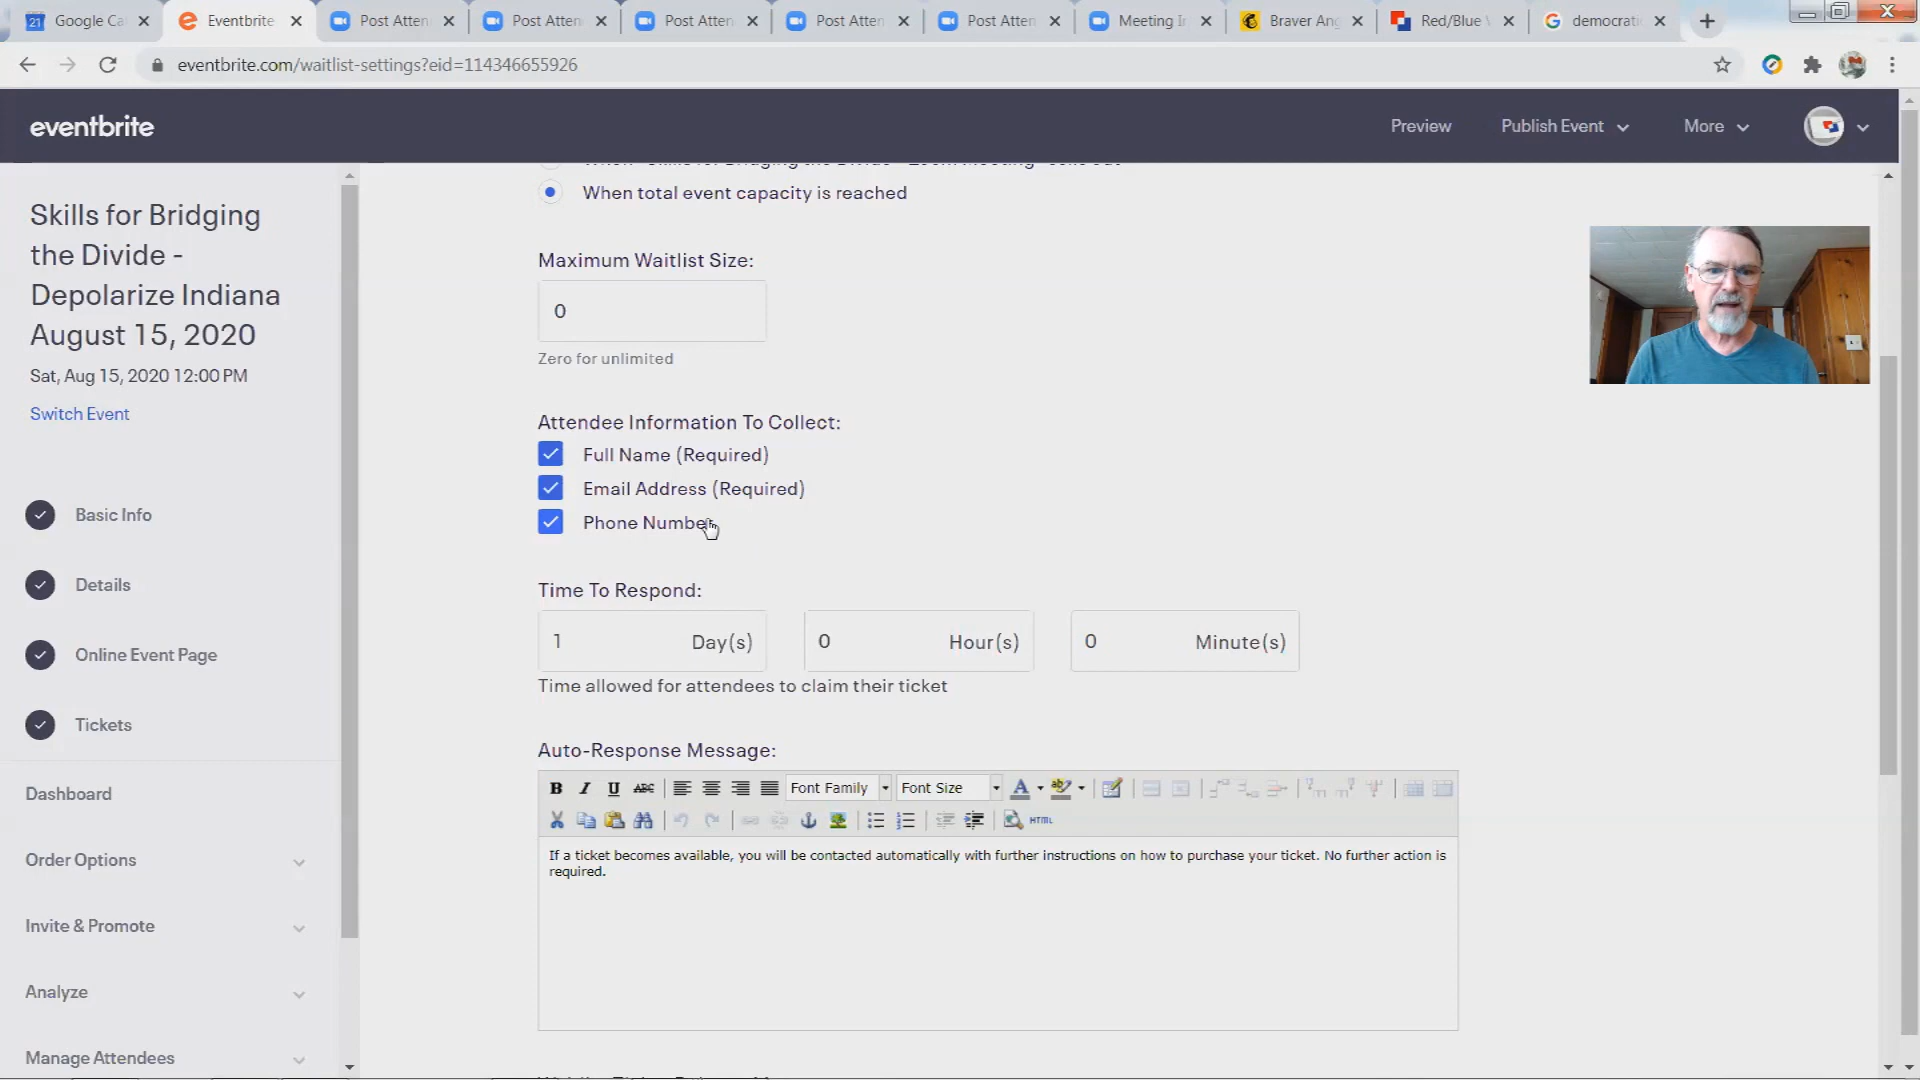 Google Ca
Eventbrite
Post Atten
Post Atten
Post Atten
Post Atten
Post Atten
Meeting In
Braver Ang
Red/Blue
democratic
eventbrite.com/waitlist-settings?eid=114346655926
eventbrite
Preview
Publish Event
More
Skills for Bridging
the Divide -
Depolarize Indiana
August 15, 2020
Sat, Aug 15, 2020 12:00 PM
Switch Event
Basic Info
Details
Online Event Page
Tickets
Dashboard
Order Options
Invite & Promote
Analyze
Manage Attendees
When total event capacity is reached
Maximum Waitlist Size:
0
Zero for unlimited
Attendee Information To Collect:
Full Name (Required)
Email Address (Required)
Phone Number
Time To Respond:
1 Day(s) 0 Hour(s) 0 Minute(s)
Time allowed for attendees to claim their ticket
Auto-Response Message:
B I U ABC Font Family Font Size A ab
HTML
If a ticket becomes available, you will be contacted automatically with further instructions on how to purchase your ticket. No further action is
required.